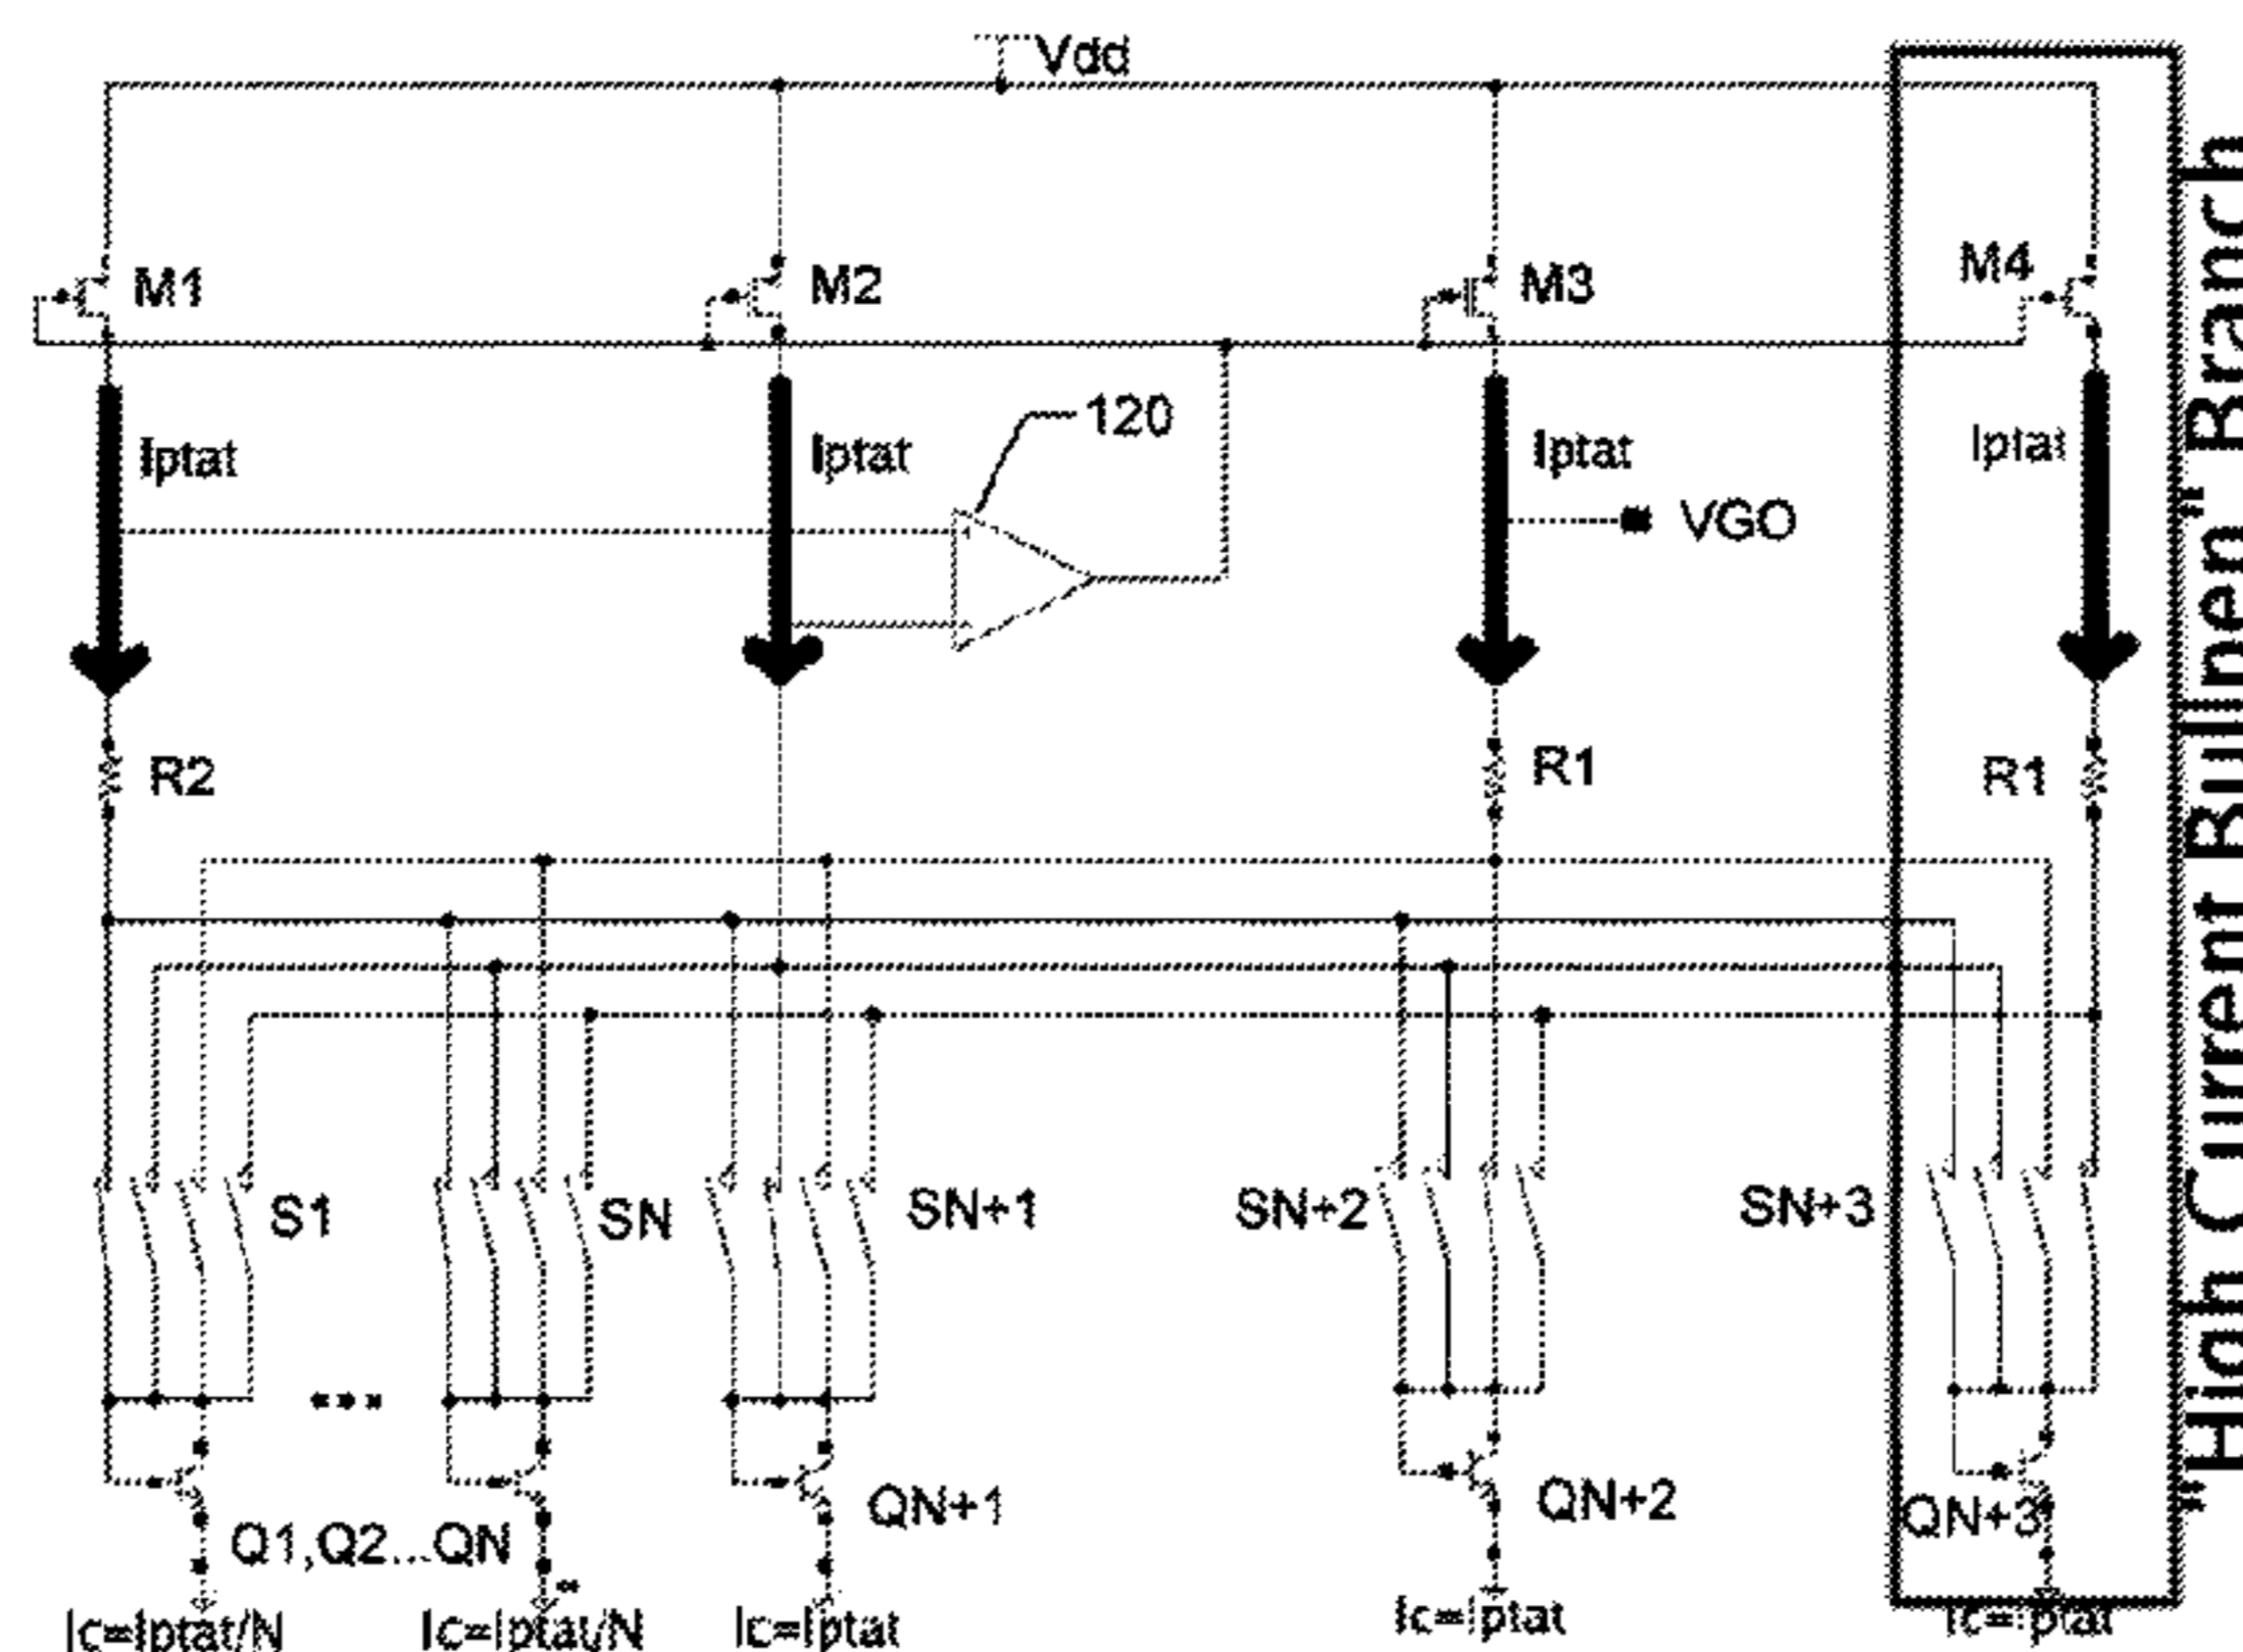 Vdd
M1
M2
M3
M4
120
Iptat
Iptat
Iptat
Iptat
VGO
R2
R1
R1
S1
SN
SN+1
SN+2
SN+3
Q1,Q2...QN
QN+1
QN+2
QN+3
Ic=Iptat/N
Ic=Iptat/N
Ic=Iptat
Ic=Iptat
Ic=Iptat
"High Current Bullpen" Branch